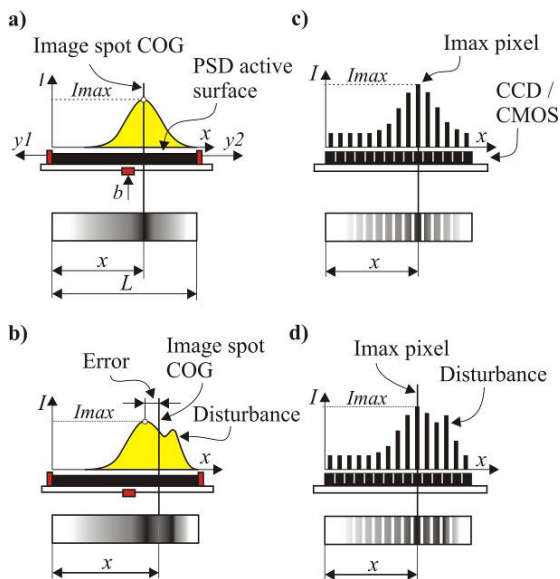 a)
Image spot COG
I
Imax
PSD active
surface
x
y1
y2
b
x
L
b)
Error
Image spot
COG
I
Imax
Disturbance
x
x
c)
Imax pixel
I
Imax
CCD /
CMOS
x
x
d)
Imax pixel
Disturbance
I
Imax
x
x